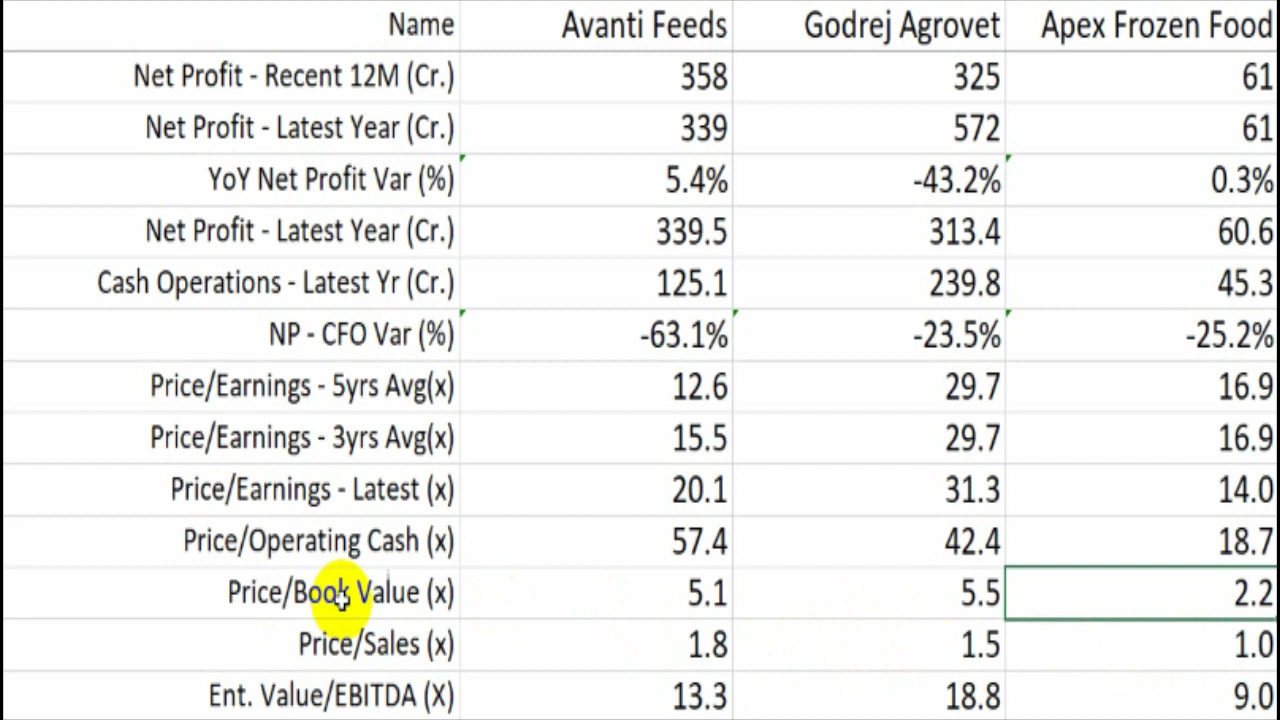 Name Avanti Feeds Godrej Agrovet Apex Frozen Food
Net Profit - Recent 12M (Cr.) 358 325 61
Net Profit - Latest Year (Cr.) 339 572 61
YoY Net Profit Var (%) 5.4% -43.2% 0.3%
Net Profit - Latest Year (Cr.) 339.5 313.4 60.6
Cash Operations - Latest Yr (Cr.) 125.1 239.8 45.3
NP - CFO Var (%) -63.1% -23.5% -25.2%
Price/Earnings - 5yrs Avg(x) 12.6 29.7 16.9
Price/Earnings - 3yrs Avg(x) 15.5 29.7 16.9
Price/Earnings - Latest (x) 20.1 31.3 14.0
Price/Operating Cash (x) 57.4 42.4 18.7
Price/Book Value (x) 5.1 5.5 2.2
Price/Sales (x) 1.8 1.5 1.0
Ent. Value/EBITDA (X) 13.3 18.8 9.0